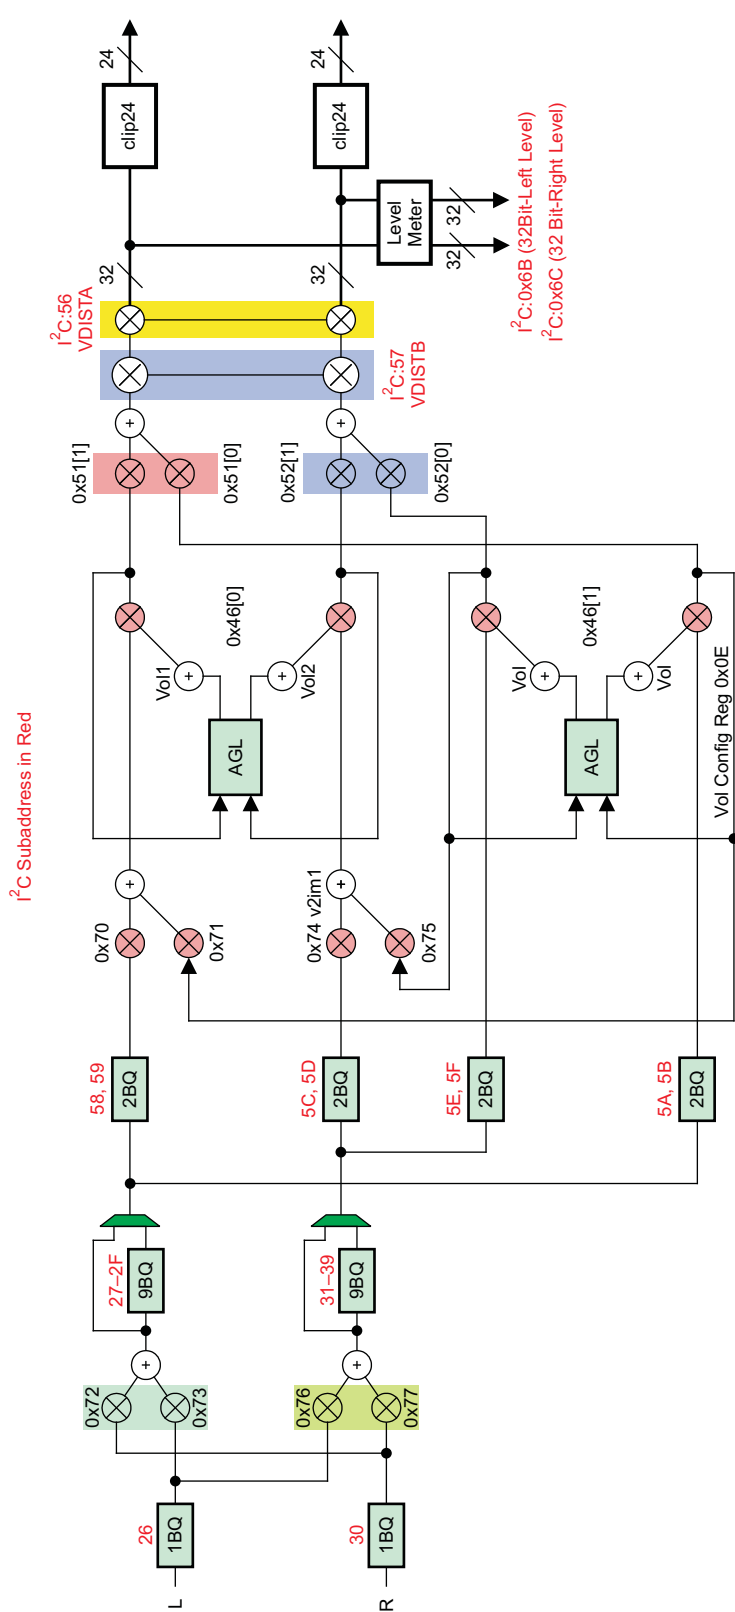 I²C Subaddress in Red
L
R
26
1BQ
30
1BQ
0x72
0x73
0x76
0x77
+
+
27–2F
9BQ
31–39
9BQ
58, 59
2BQ
5C, 5D
2BQ
5E, 5F
2BQ
5A, 5B
2BQ
0x70
0x71
0x74 v2im1
0x75
+
+
AGL
Vol1
+
Vol2
+
0x46[0]
AGL
Vol
+
Vol
+
0x46[1]
Vol Config Reg 0x0E
0x51[1]
0x51[0]
0x52[1]
0x52[0]
+
+
I²C:57
VDISTB
I²C:56
VDISTA
32
32
Level
Meter
32
32
clip24
24
clip24
24
I²C:0x6B (32Bit-Left Level)
I²C:0x6C (32 Bit-Right Level)